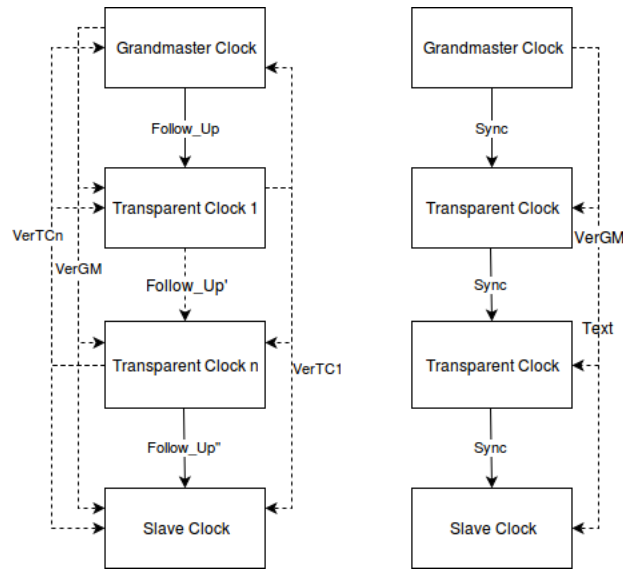 Grandmaster Clock
Follow_Up
Transparent Clock 1
VerTCn
VerGM
Follow_Up'
Transparent Clock n
VerTC1
Follow_Up"
Slave Clock
Grandmaster Clock
Sync
Transparent Clock
VerGM
Sync
Text
Transparent Clock
Sync
Slave Clock